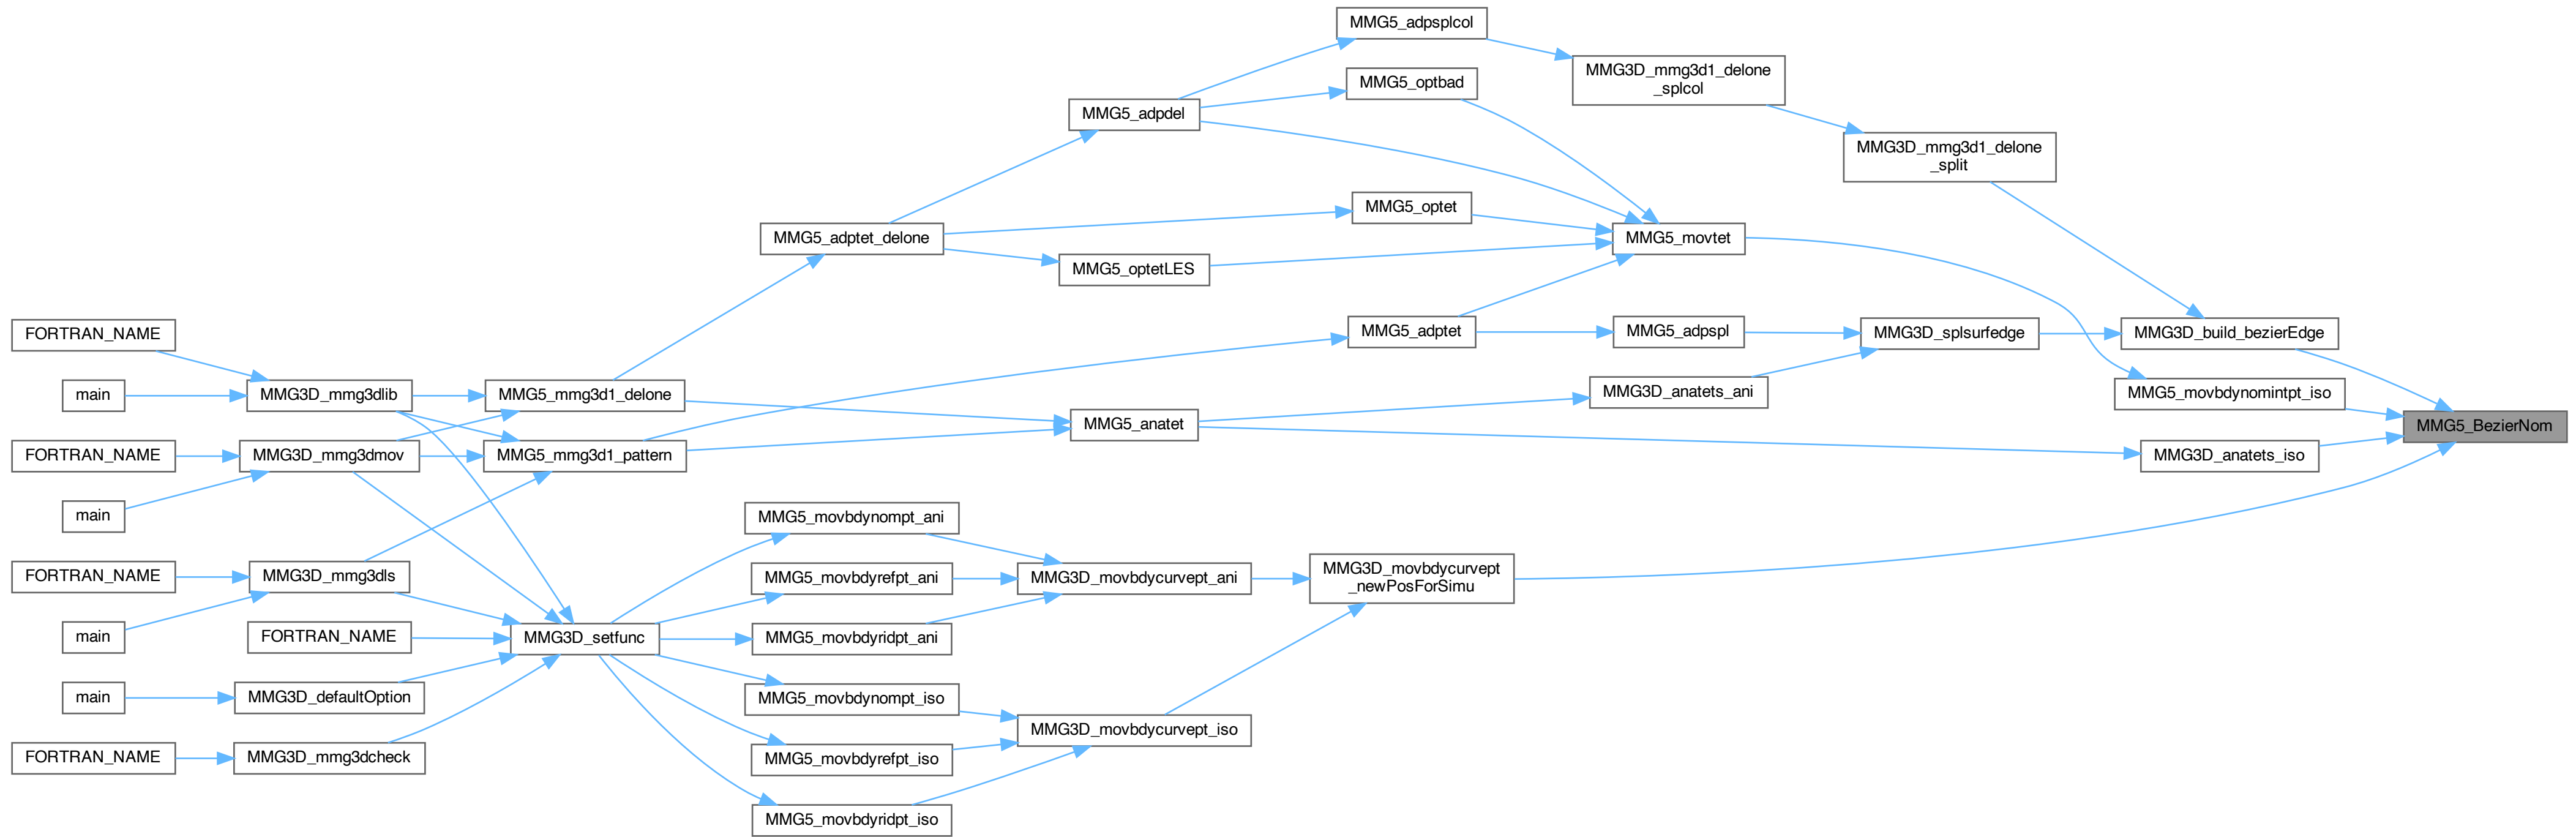 MMG5_adpsplcol
MMG3D_mmg3d1_delone
_splcol
MMG5_optbad
MMG5_adpdel
MMG3D_mmg3d1_delone
_split
MMG5_optet
MMG5_adptet_delone
MMG5_movtet
MMG5_optetLES
FORTRAN_NAME
MMG5_adptet
MMG5_adpspl
MMG3D_splsurfedge
MMG3D_build_bezierEdge
main
MMG3D_mmg3dlib
MMG5_mmg3d1_delone
MMG3D_anatets_ani
MMG5_movbdynomintpt_iso
MMG5_anatet
MMG5_BezierNom
FORTRAN_NAME
MMG3D_mmg3dmov
MMG5_mmg3d1_pattern
MMG3D_anatets_iso
main
MMG5_movbdynompt_ani
FORTRAN_NAME
MMG3D_mmg3dls
MMG5_movbdyrefpt_ani
MMG3D_movbdycurvept_ani
MMG3D_movbdycurvept
_newPosForSimu
main
FORTRAN_NAME
MMG3D_setfunc
MMG5_movbdyridpt_ani
main
MMG3D_defaultOption
MMG5_movbdynompt_iso
MMG3D_movbdycurvept_iso
FORTRAN_NAME
MMG3D_mmg3dcheck
MMG5_movbdyrefpt_iso
MMG5_movbdyridpt_iso